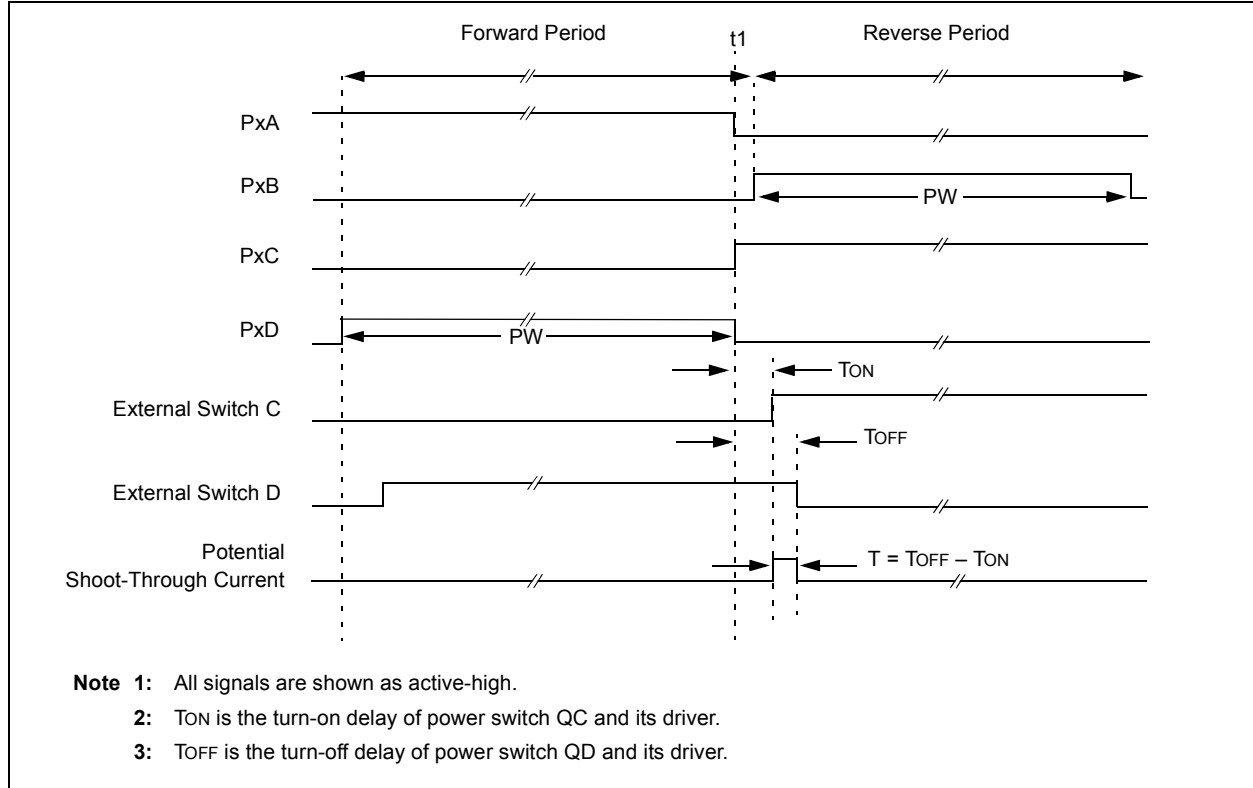 Forward Period
t1
Reverse Period
PxA
PxB
PW
PxC
PxD
PW
TON
External Switch C
TOFF
External Switch D
Potential
Shoot-Through Current
T = TOFF – TON
Note 1: All signals are shown as active-high.
2: TON is the turn-on delay of power switch QC and its driver.
3: TOFF is the turn-off delay of power switch QD and its driver.